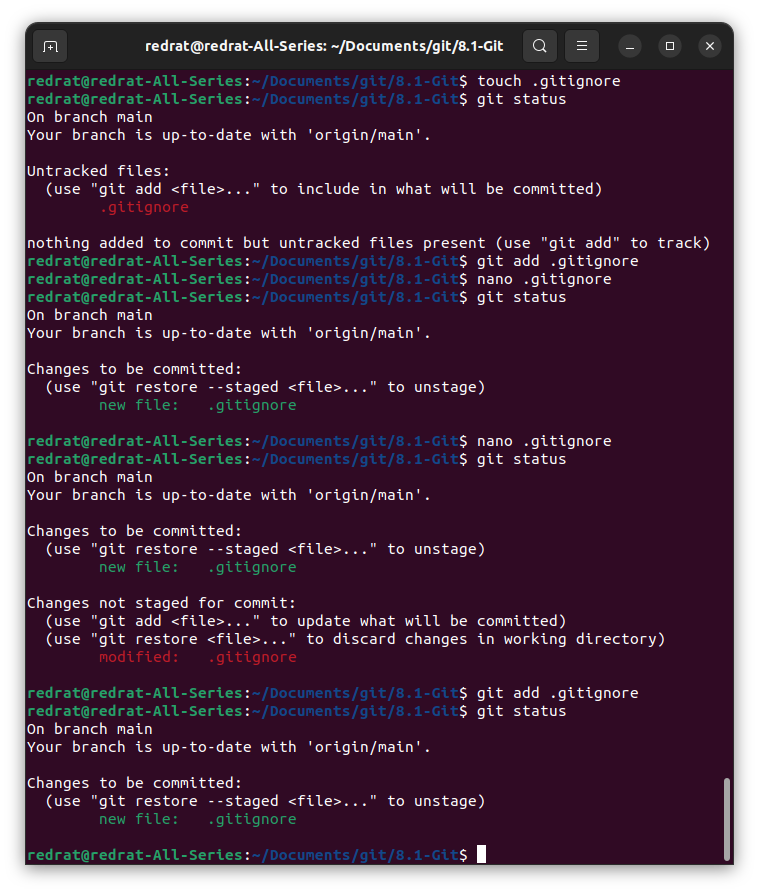 redrat@redrat-All-Series: ~/Documents/git/8.1-Git
redrat@redrat-All-Series:~/Documents/git/8.1-Git$ touch .gitignore
redrat@redrat-All-Series:~/Documents/git/8.1-Git$ git status
On branch main
Your branch is up-to-date with 'origin/main'.

Untracked files:
  (use "git add <file>..." to include in what will be committed)
        .gitignore

nothing added to commit but untracked files present (use "git add" to track)
redrat@redrat-All-Series:~/Documents/git/8.1-Git$ git add .gitignore
redrat@redrat-All-Series:~/Documents/git/8.1-Git$ nano .gitignore
redrat@redrat-All-Series:~/Documents/git/8.1-Git$ git status
On branch main
Your branch is up-to-date with 'origin/main'.

Changes to be committed:
  (use "git restore --staged <file>..." to unstage)
        new file:   .gitignore

redrat@redrat-All-Series:~/Documents/git/8.1-Git$ nano .gitignore
redrat@redrat-All-Series:~/Documents/git/8.1-Git$ git status
On branch main
Your branch is up-to-date with 'origin/main'.

Changes to be committed:
  (use "git restore --staged <file>..." to unstage)
        new file:   .gitignore

Changes not staged for commit:
  (use "git add <file>..." to update what will be committed)
  (use "git restore <file>..." to discard changes in working directory)
        modified:   .gitignore

redrat@redrat-All-Series:~/Documents/git/8.1-Git$ git add .gitignore
redrat@redrat-All-Series:~/Documents/git/8.1-Git$ git status
On branch main
Your branch is up-to-date with 'origin/main'.

Changes to be committed:
  (use "git restore --staged <file>..." to unstage)
        new file:   .gitignore

redrat@redrat-All-Series:~/Documents/git/8.1-Git$